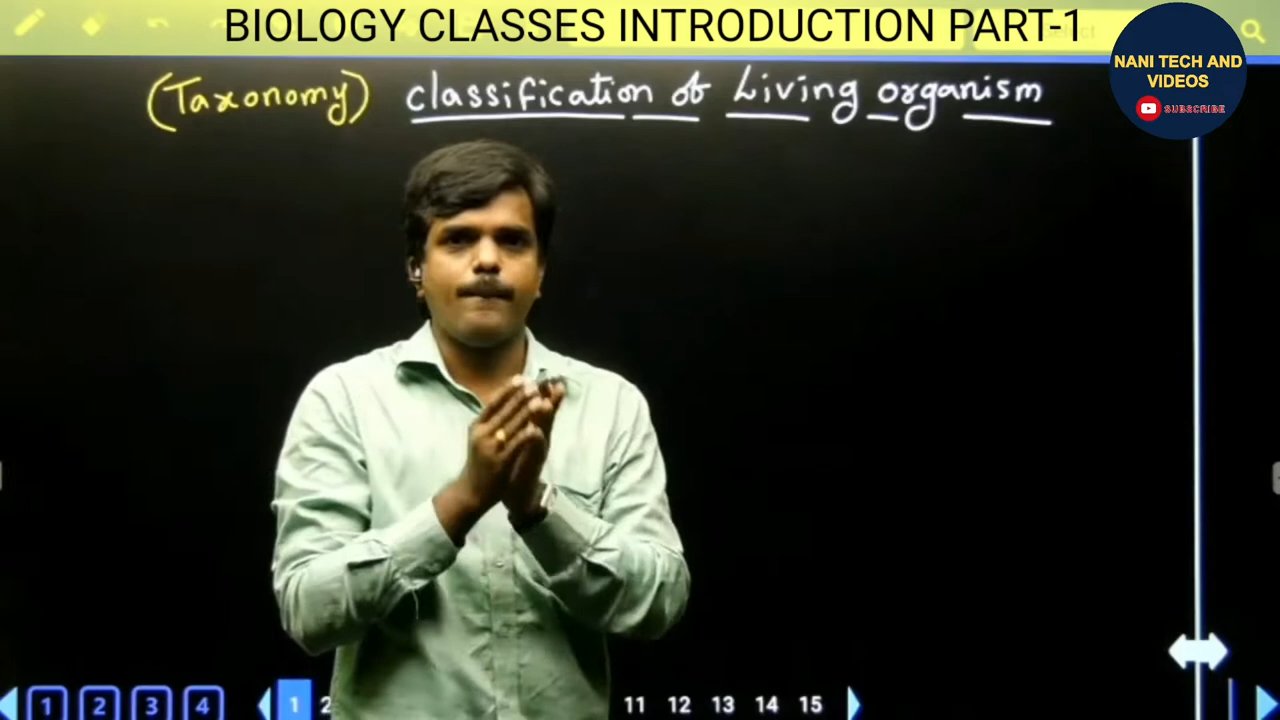 BIOLOGY CLASSES INTRODUCTION PART-1
NANI TECH AND
VIDEOS
SUBSCRIBE
(Taxonomy) classification of Living organism
1 2 3 4 1 2 11 12 13 14 15